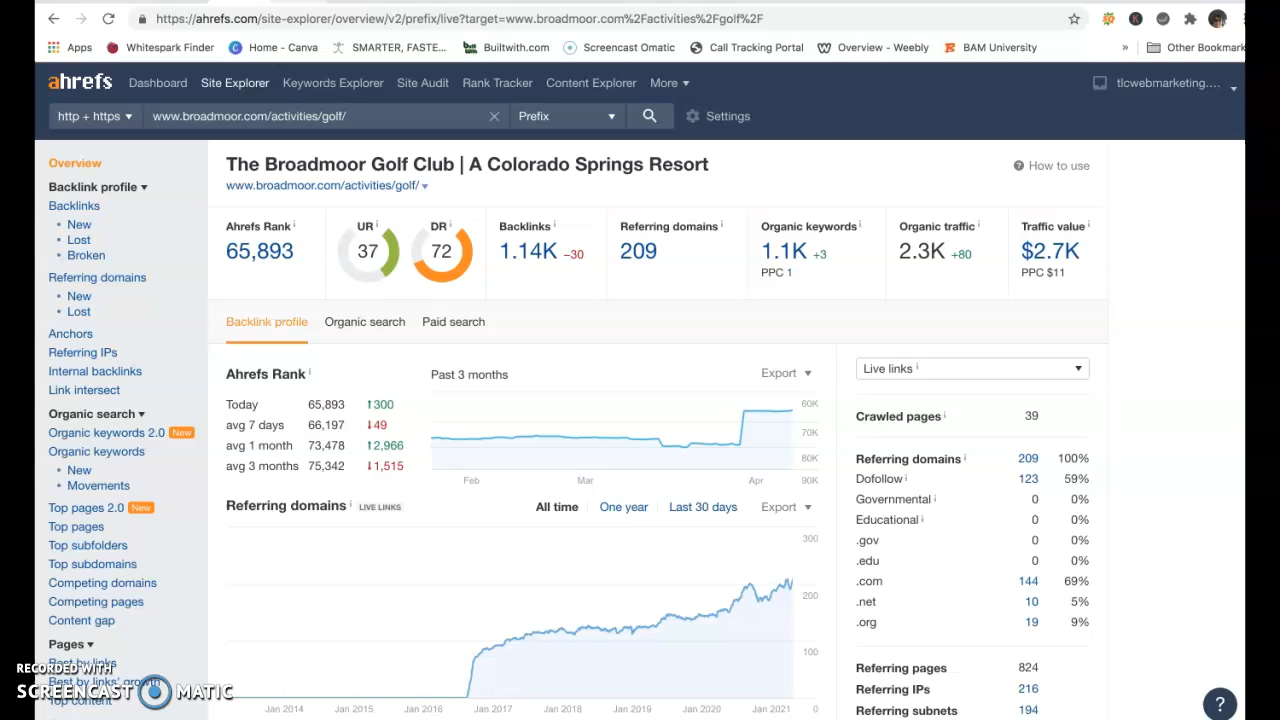 https://ahrefs.com/site-explorer/overview/v2/prefix/live?target=www.broadmoor.com%2Factivities%2Fgolf%2F
Apps Whitespark Finder Home - Canva SMARTER, FASTE... Builtwith.com Screencast Omatic Call Tracking Portal Overview - Weebly BAM University » Other Bookmark
ahrefs Dashboard Site Explorer Keywords Explorer Site Audit Rank Tracker Content Explorer More tlcwebmarketing....
http + https www.broadmoor.com/activities/golf/ Prefix Settings
Overview
Backlink profile
Backlinks
• New
• Lost
• Broken
Referring domains
• New
• Lost
Anchors
Referring IPs
Internal backlinks
Link intersect
Organic search
Organic keywords 2.0 New
Organic keywords
• New
• Movements
Top pages 2.0 New
Top pages
Top subfolders
Top subdomains
Competing domains
Competing pages
Content gap
Pages
Best by links
Best by links' growth
Top content
The Broadmoor Golf Club | A Colorado Springs Resort
How to use
www.broadmoor.com/activities/golf/
Ahrefs Rank i UR i DR i Backlinks i Referring domains i Organic keywords i Organic traffic i Traffic value i
65,893 37 72 1.14K –30 209 1.1K +3 2.3K +80 $2.7K
PPC 1 PPC $11
Backlink profile Organic search Paid search
Ahrefs Rank i Past 3 months Export
Today 65,893 ↑300
avg 7 days 66,197 ↓49
avg 1 month 73,478 ↑2,966
avg 3 months 75,342 ↓1,515
60K
70K
80K
90K
Feb Mar Apr
Referring domains i LIVE LINKS All time One year Last 30 days Export
300
200
100
0
Jan 2014 Jan 2015 Jan 2016 Jan 2017 Jan 2018 Jan 2019 Jan 2020 Jan 2021
Live links i
Crawled pages i 39
Referring domains i 209 100%
Dofollow i 123 59%
Governmental i 0 0%
Educational i 0 0%
.gov 0 0%
.edu 0 0%
.com 144 69%
.net 10 5%
.org 19 9%
Referring pages 824
Referring IPs 216
Referring subnets 194
?
RECORDED WITH
SCREENCAST MATIC